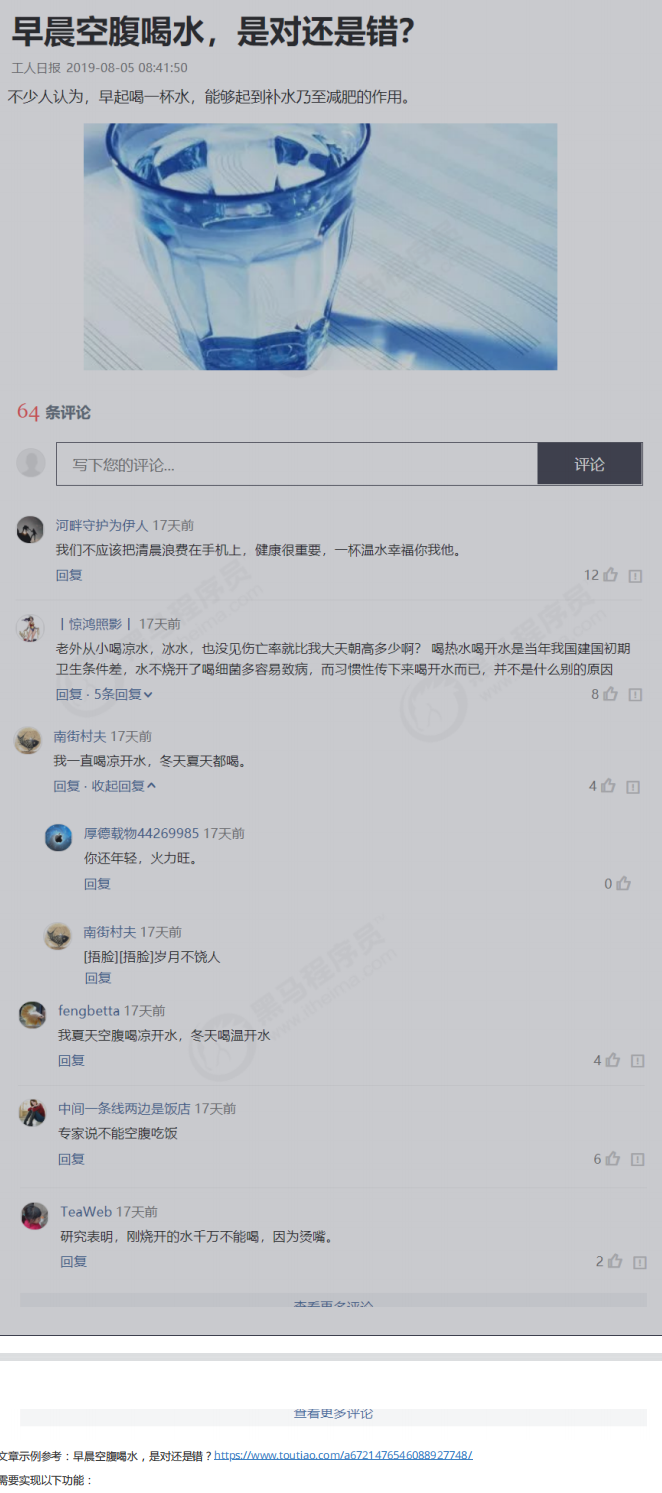 早晨空腹喝水，是对还是错？
工人日报 2019-08-05 08:41:50
不少人认为，早起喝一杯水，能够起到补水乃至减肥的作用。
64 条评论
写下您的评论...
评论
河畔守护为伊人 17天前
我们不应该把清晨浪费在手机上，健康很重要，一杯温水幸福你我他。
回复
12
丨惊鸿照影丨 17天前
老外从小喝凉水，冰水，也没见伤亡率就比我大天朝高多少啊？ 喝热水喝开水是当年我国建国初期
卫生条件差，水不烧开了喝细菌多容易致病，而习惯性传下来喝开水而已，并不是什么别的原因
回复 · 5条回复
8
南街村夫 17天前
我一直喝凉开水，冬天夏天都喝。
回复 · 收起回复
4
厚德载物44269985 17天前
你还年轻，火力旺。
回复
0
南街村夫 17天前
[捂脸][捂脸]岁月不饶人
回复
fengbetta 17天前
我夏天空腹喝凉开水，冬天喝温开水
回复
4
中间一条线两边是饭店 17天前
专家说不能空腹吃饭
回复
6
TeaWeb 17天前
研究表明，刚烧开的水千万不能喝，因为烫嘴。
回复
2
查看更多评论
查看更多评论
文章示例参考：早晨空腹喝水，是对还是错？https://www.toutiao.com/a6721476546088927748/
需要实现以下功能：